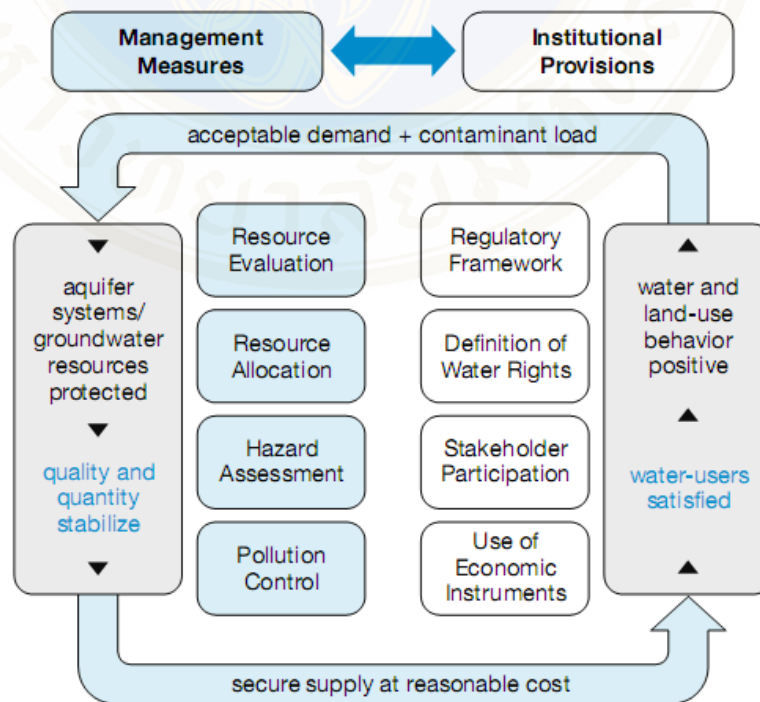 Management
Measures
Institutional
Provisions
acceptable demand + contaminant load
aquifer
systems/
groundwater
resources
protected
quality and
quantity
stabilize
Resource
Evaluation
Resource
Allocation
Hazard
Assessment
Pollution
Control
Regulatory
Framework
Definition of
Water Rights
Stakeholder
Participation
Use of
Economic
Instruments
water and
land-use
behavior
positive
water-users
satisfied
secure supply at reasonable cost